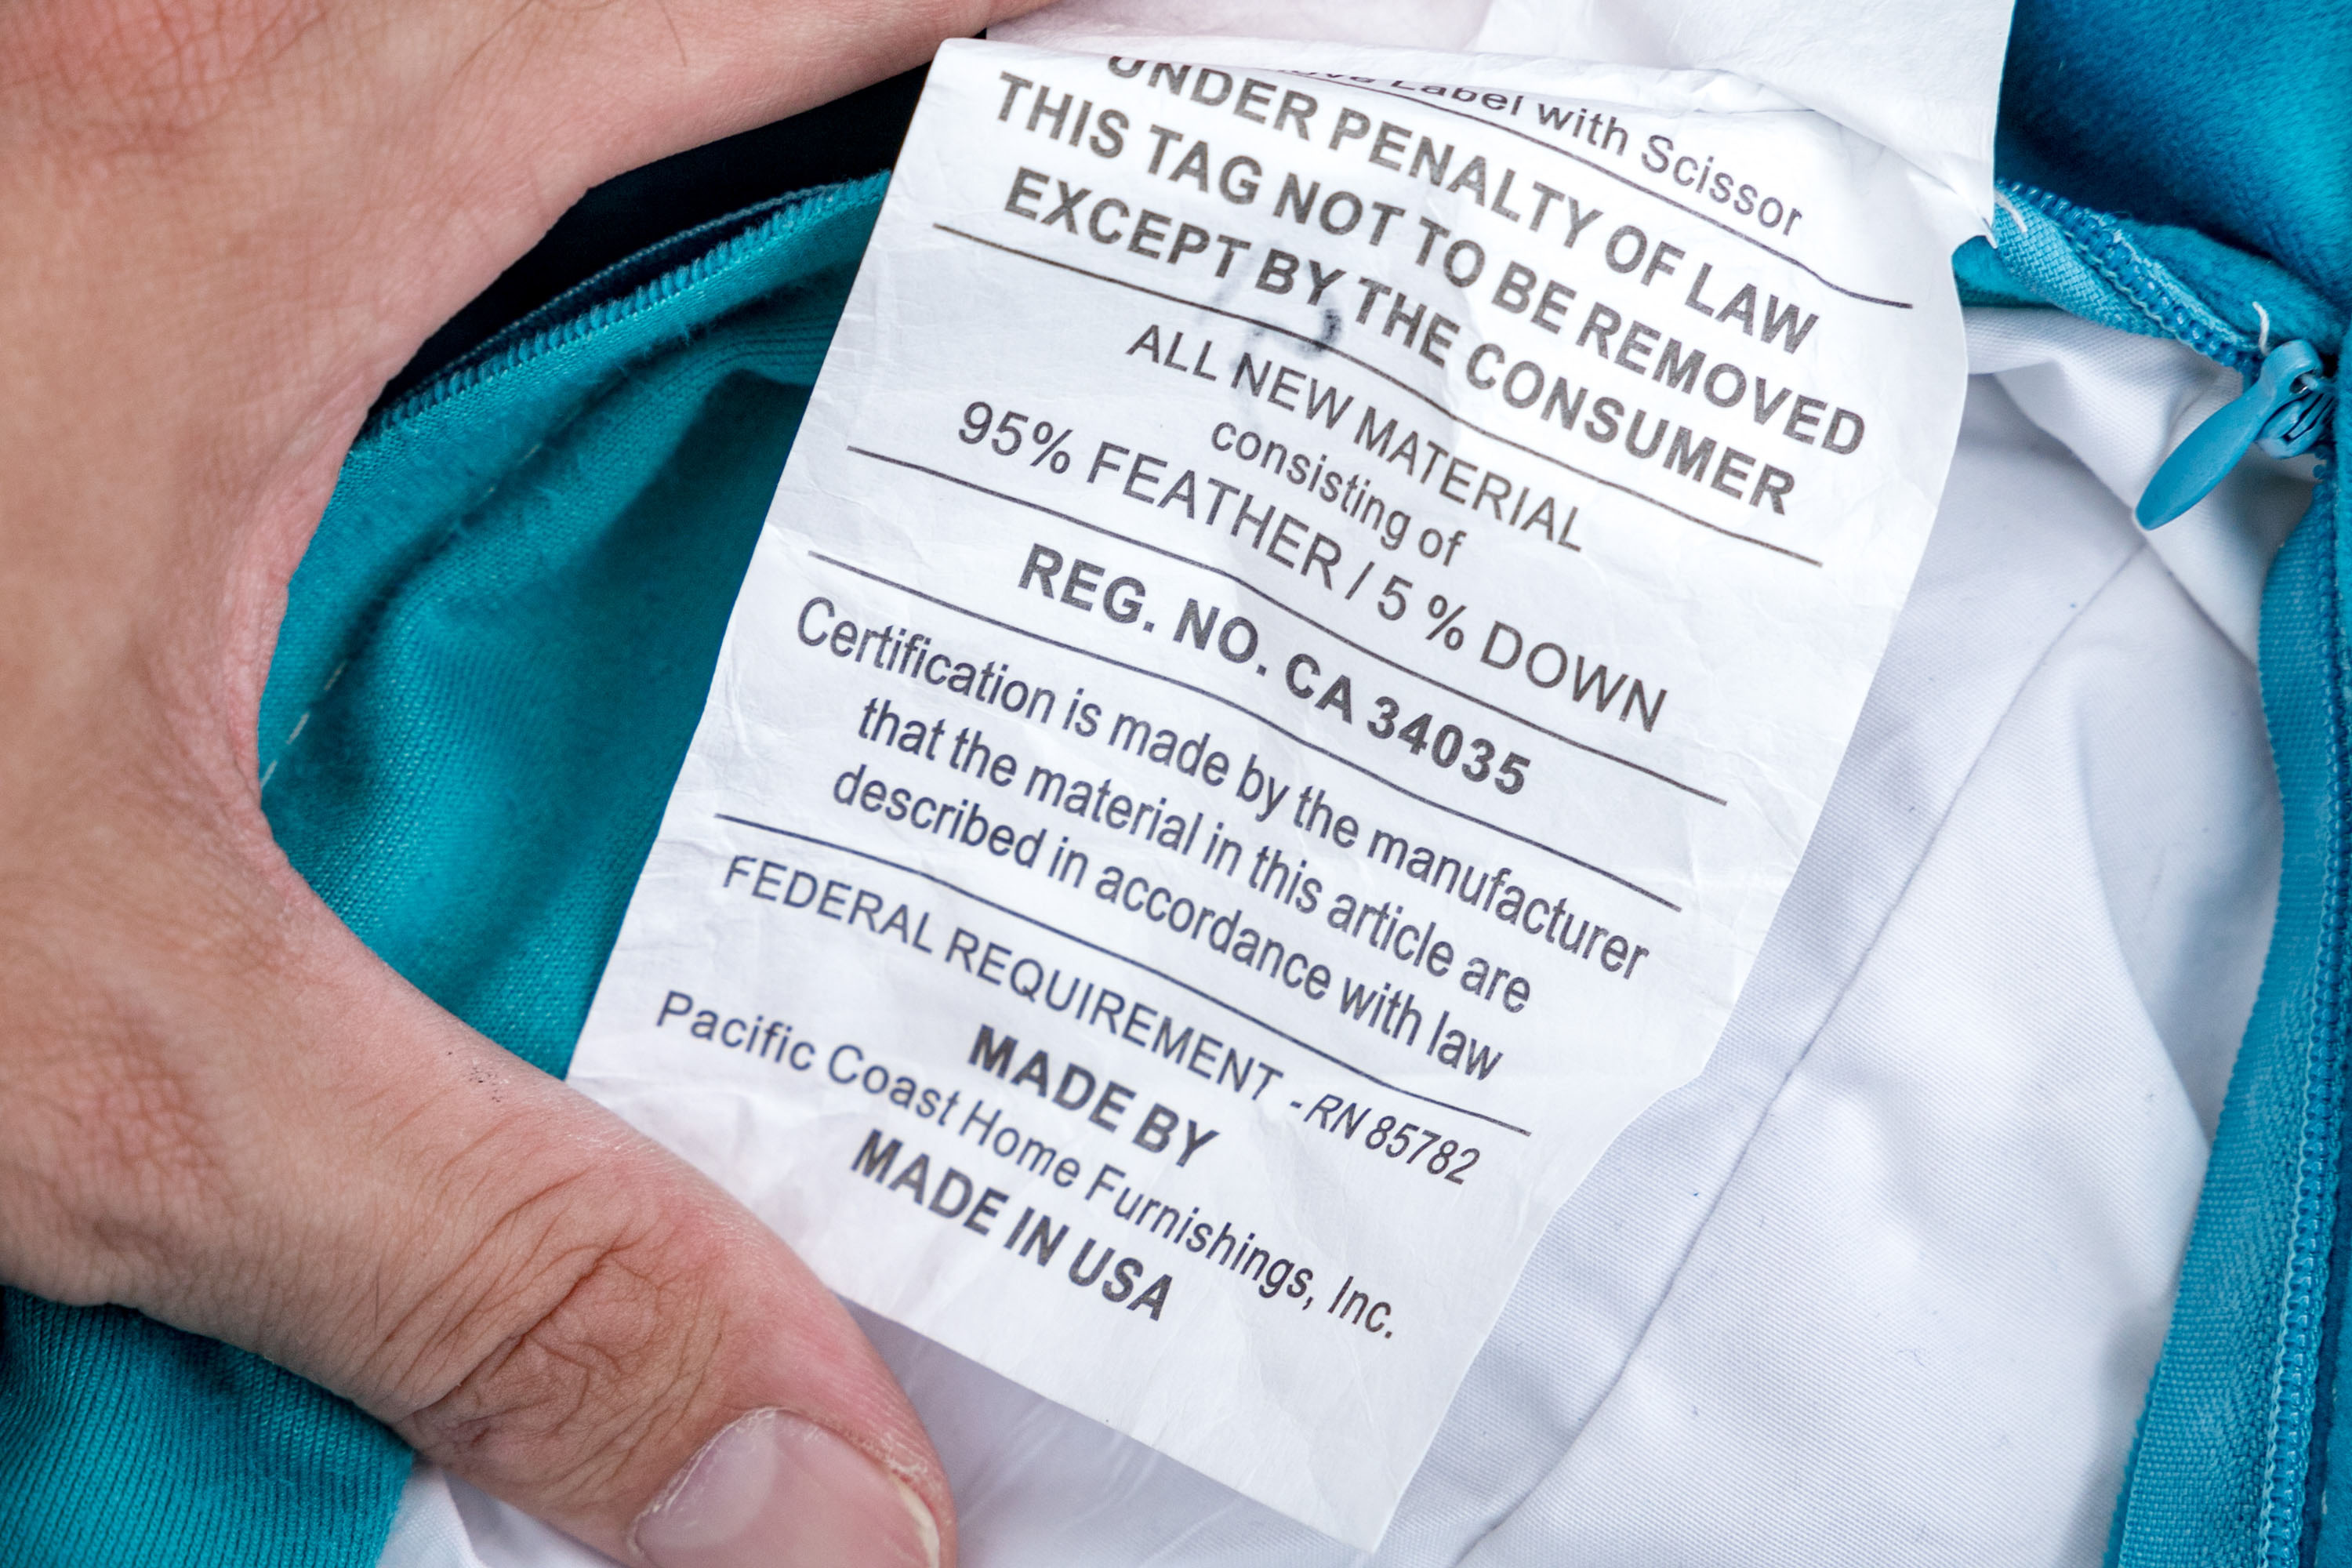 Label with Scissor
UNDER PENALTY OF LAW
THIS TAG NOT TO BE REMOVED
EXCEPT BY THE CONSUMER
ALL NEW MATERIAL
consisting of
95% FEATHER / 5 % DOWN
REG. NO. CA 34035
Certification is made by the manufacturer
that the material in this article are
described in accordance with law
FEDERAL REQUIREMENT - RN 85782
MADE BY
Pacific Coast Home Furnishings, Inc.
MADE IN USA